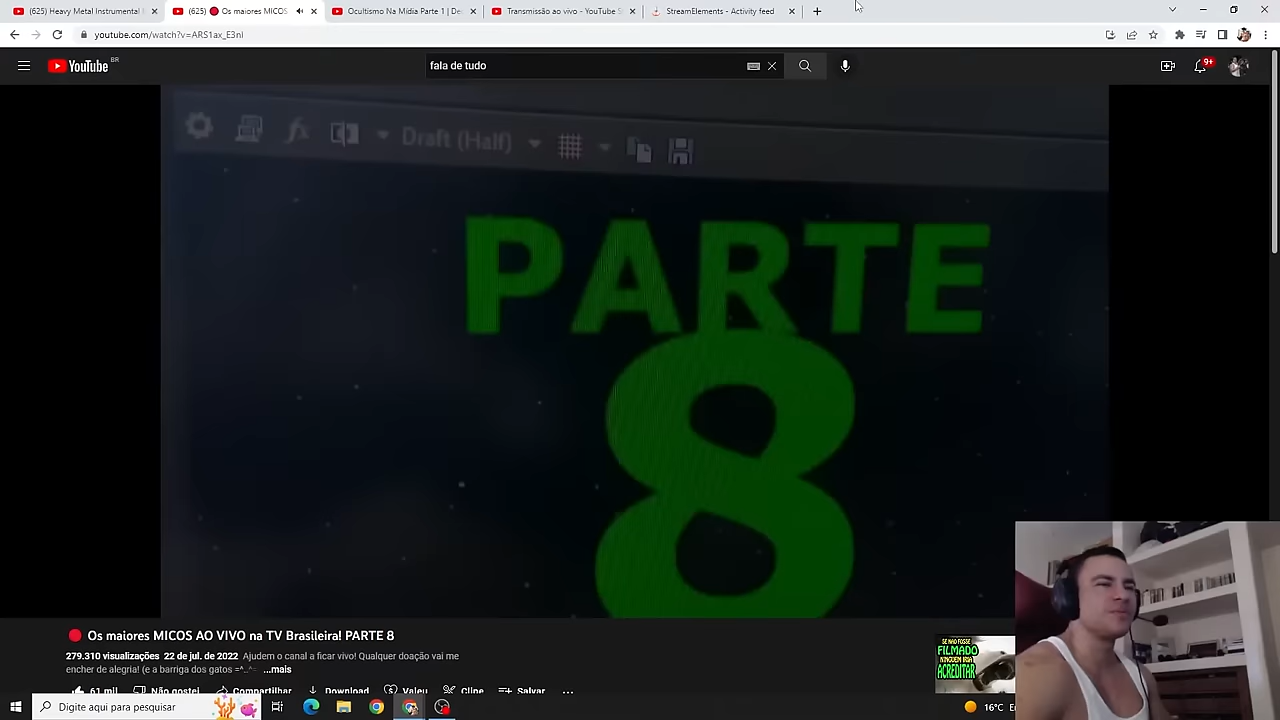 (625) Heavy Metal Instrumental
(625) 🔴 Os maiores MICOS
Ocultismo Na Mídia Parte 1 | De
Transmissão ao vivo - YouTube S
StreamElements - Activity feed
youtube.com/watch?v=ARS1ax_E3nI
YouTube BR
fala de tudo
9+
fx
Draft (Half)
PARTE
8
🔴 Os maiores MICOS AO VIVO na TV Brasileira! PARTE 8
279.310 visualizações 22 de jul. de 2022 Ajudem o canal a ficar vivo! Qualquer doação vai me
encher de alegria! (e a barriga dos gatos =^.^= ...mais
SE NÃO FOSSE
FILMADO
NINGUÉM IRIA
ACREDITAR
61 mil Não gostei Compartilhar Download Valeu Clipe Salvar ...
Digite aqui para pesquisar
16°C